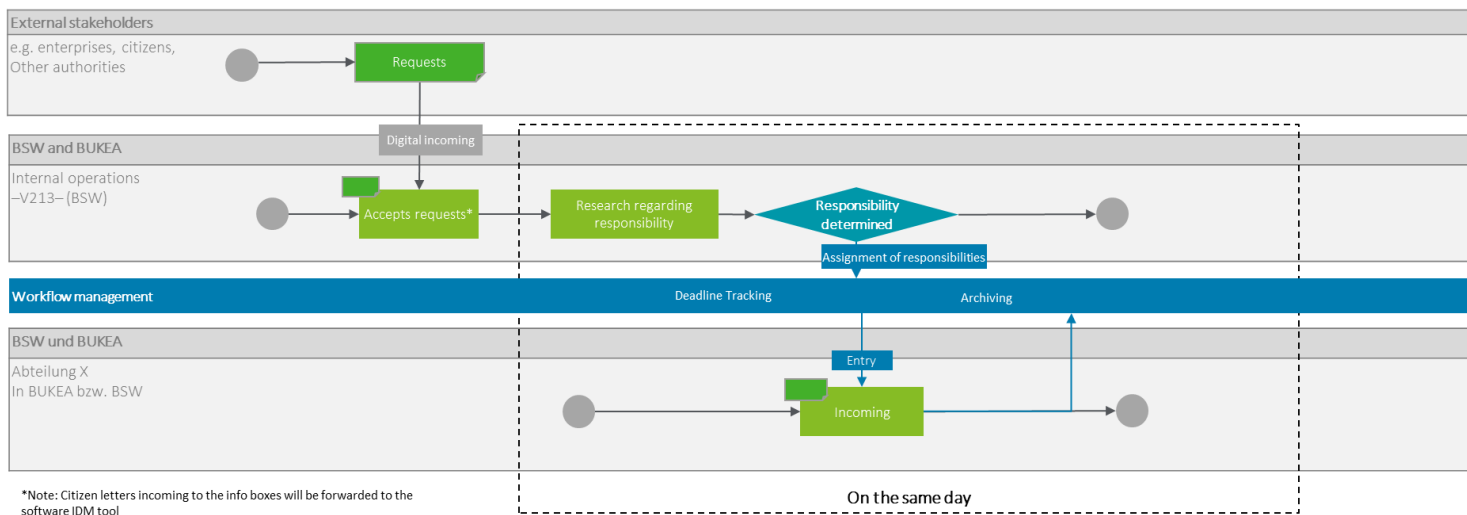 External stakeholders
e.g. enterprises, citizens,
Other authorities
Requests
Digital incoming
BSW and BUKEA
Internal operations
–V213– (BSW)
Accepts requests*
Research regarding
responsibility
Responsibility
determined
Assignment of responsibilities
Workflow management
Deadline Tracking
Archiving
BSW und BUKEA
Abteilung X
In BUKEA bzw. BSW
Entry
Incoming
*Note: Citizen letters incoming to the info boxes will be forwarded to the
software IDM tool
On the same day